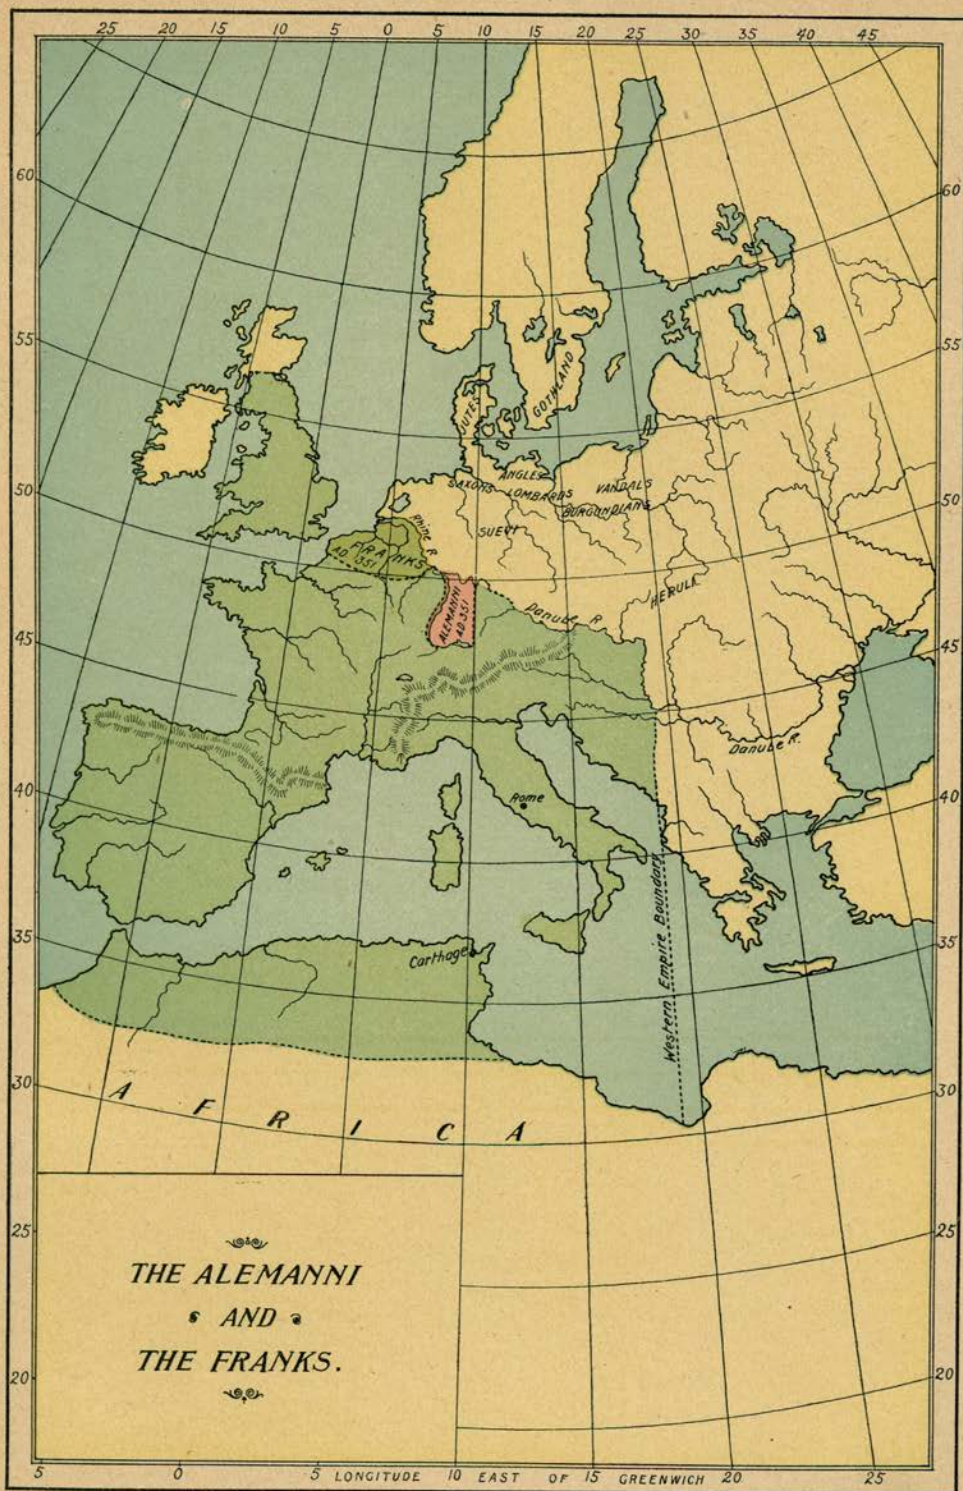 25 20 15 10 5 0 5 10 15 20 25 30 35 40 45
60 60
55 55
JUTES
GOTHLAND
50 50
SAXONS
ANGLES
LOMBARDS
VANDALS
BURGUNDIANS
SUEVI
Rhine R.
FRANKS
A.D. 351
HERULI
ALEMANNI
A.D. 351
Danube R.
45 45
Danube R.
40 40
Rome
35 35
Carthage
Western Empire Boundary
30 30
AFRICA
25 25
THE ALEMANNI
AND
THE FRANKS.
20 20
5 0 5 LONGITUDE 10 EAST OF 15 GREENWICH 20 25